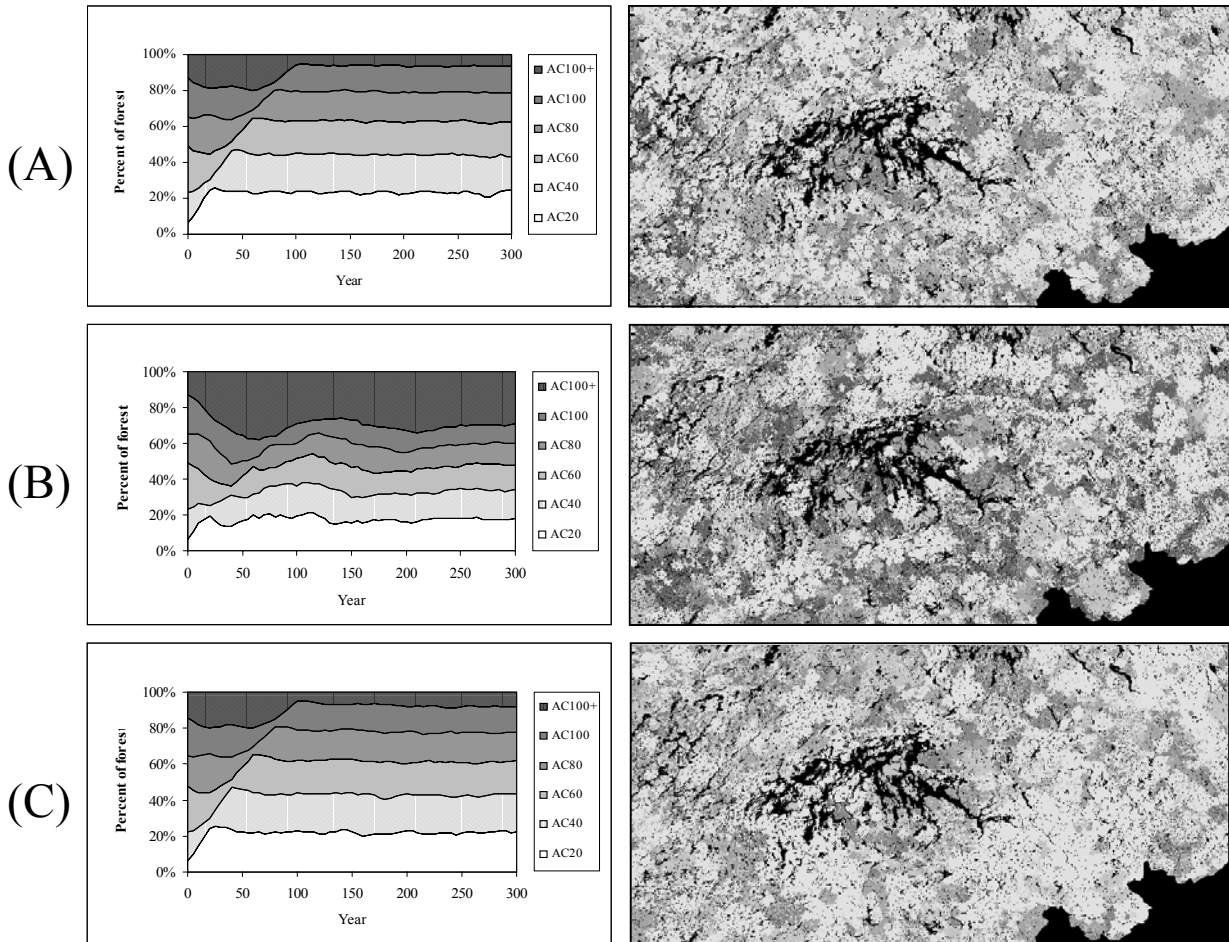 (A)
Percent of forest
100%
80%
60%
40%
20%
0%
0 50 100 150 200 250 300
Year
AC100+
AC100
AC80
AC60
AC40
AC20
(B)
Percent of forest
100%
80%
60%
40%
20%
0%
0 50 100 150 200 250 300
Year
AC100+
AC100
AC80
AC60
AC40
AC20
(C)
Percent of forest
100%
80%
60%
40%
20%
0%
0 50 100 150 200 250 300
Year
AC100+
AC100
AC80
AC60
AC40
AC20